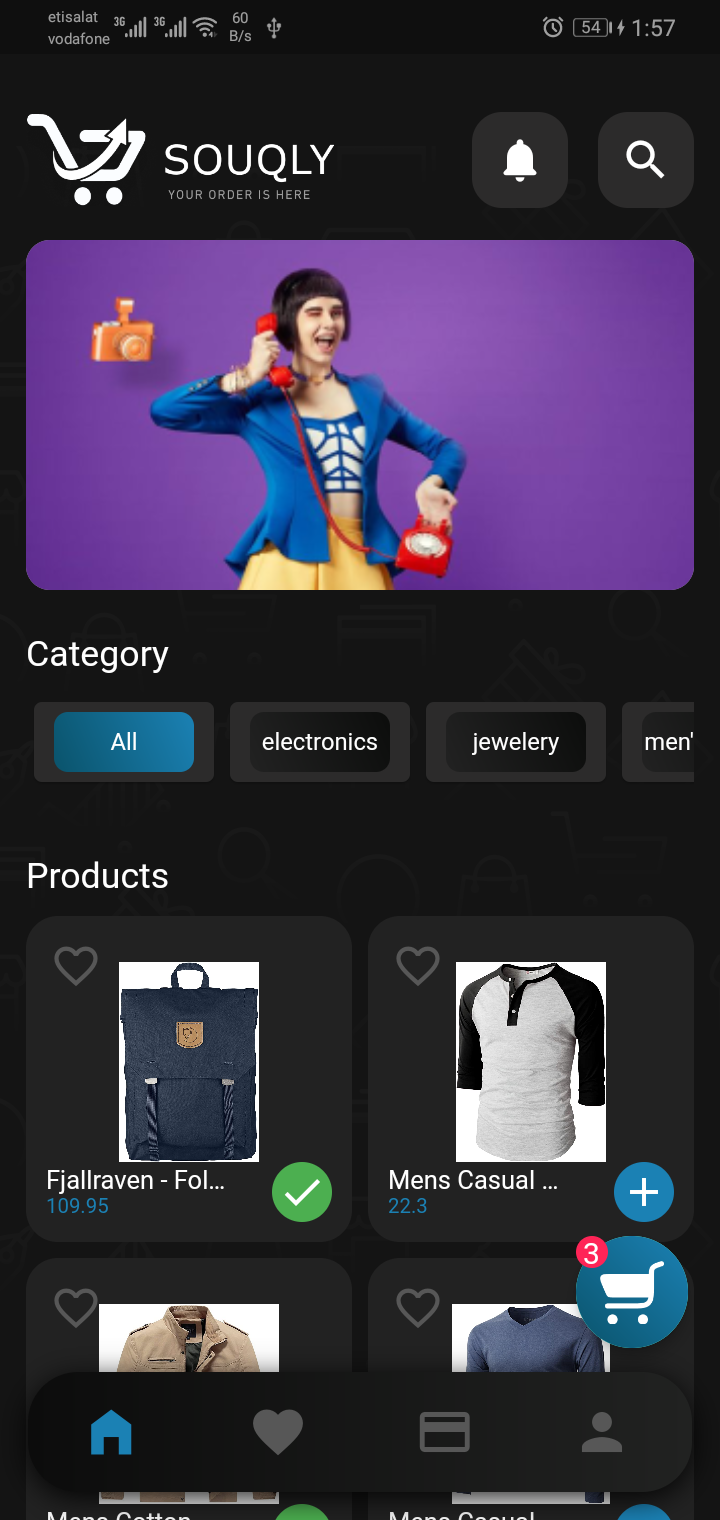 etisalat
vodafone
3G
3G
60
B/s
54
1:57
SOUQLY
YOUR ORDER IS HERE
Category
All
electronics
jewelery
men'
Products
Fjallraven - Fol...
109.95
Mens Casual ...
22.3
3
Mens Cotton
Mens Casual